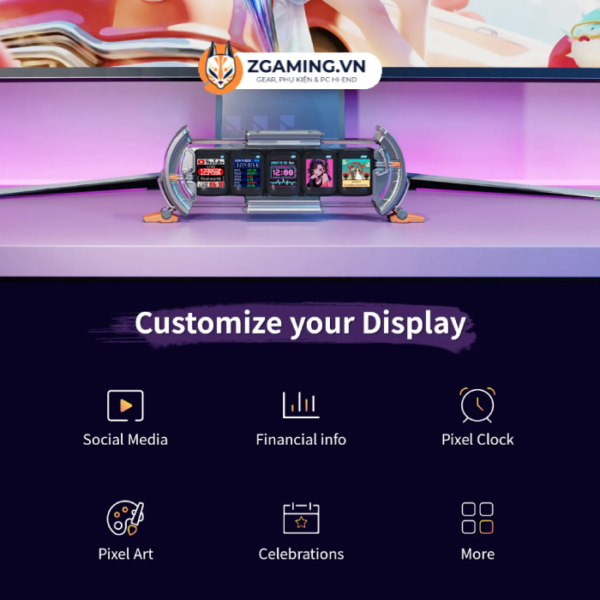 ZGAMING.VN
GEAR, PHỤ KIỆN & PC HI-END
12:00
Customize your Display
Social Media
Financial info
Pixel Clock
Pixel Art
Celebrations
More